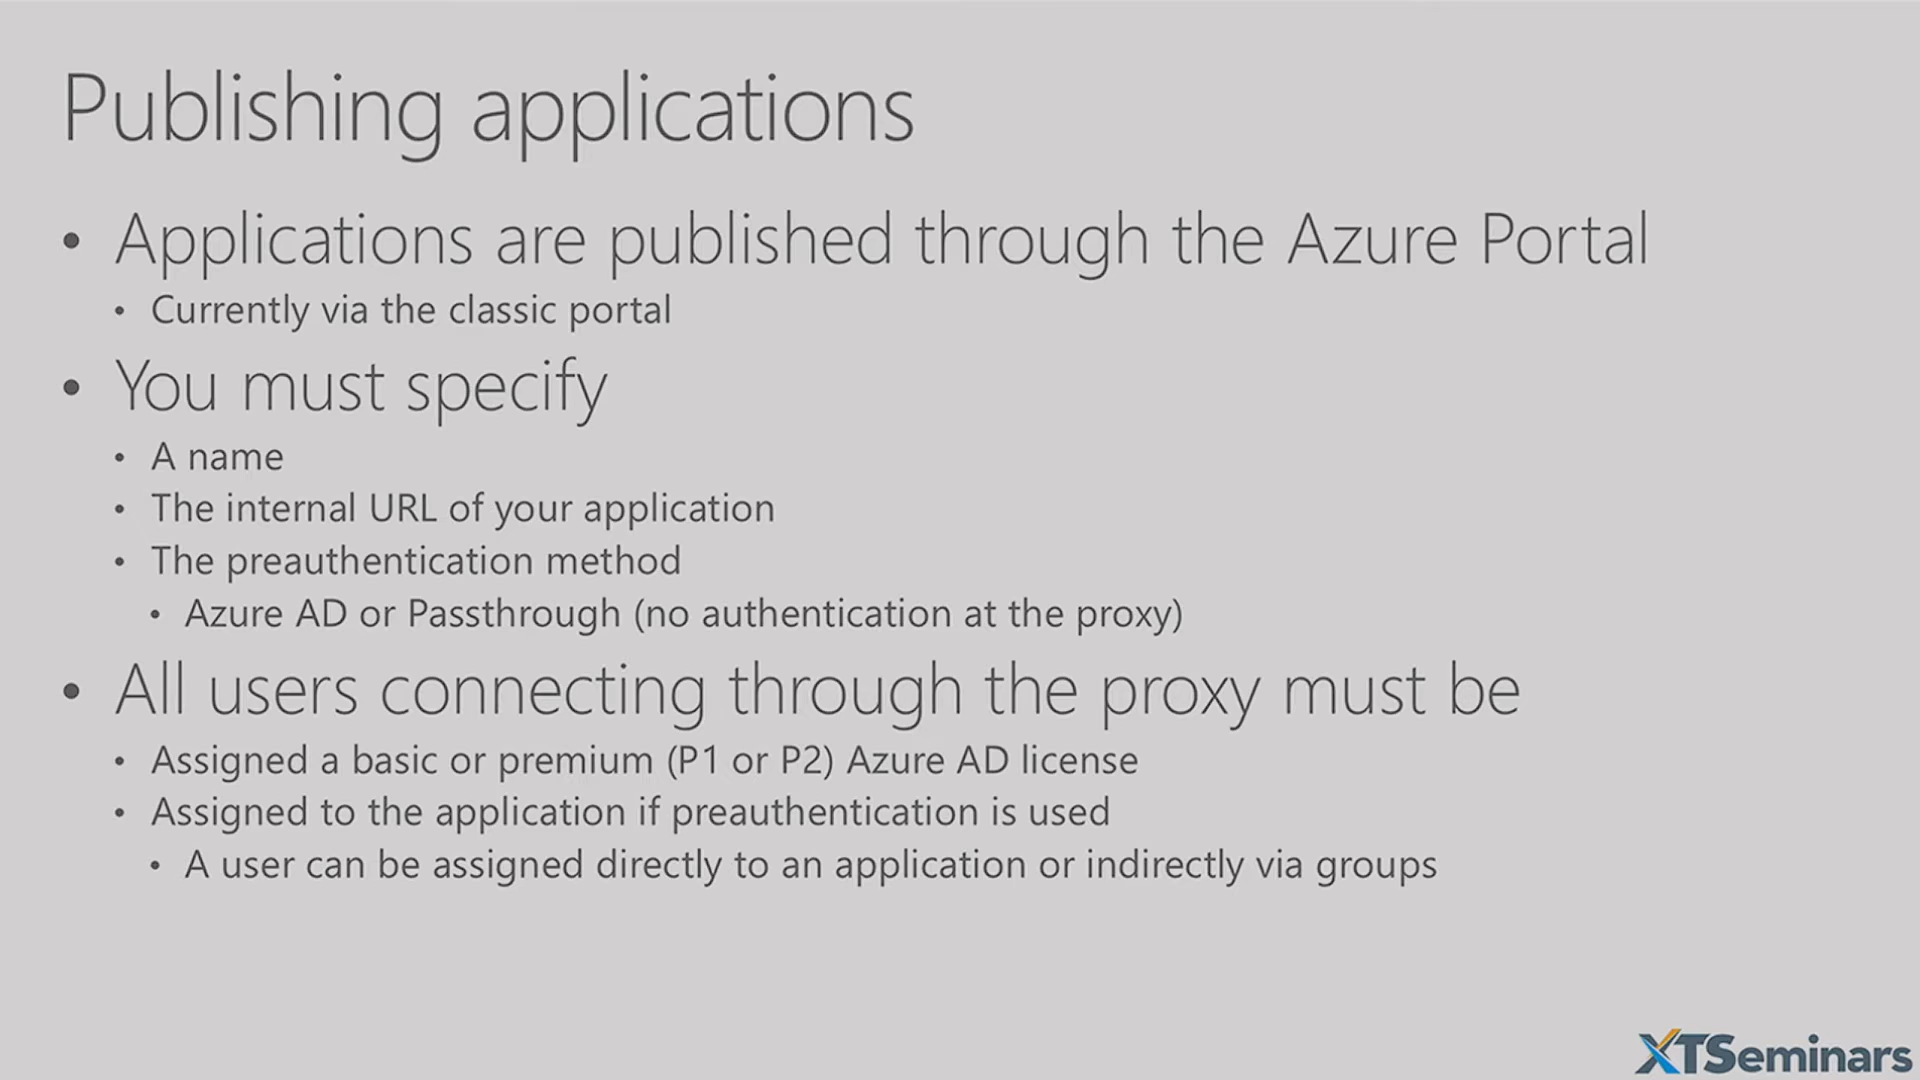 Publishing applications
• Applications are published through the Azure Portal
• Currently via the classic portal
• You must specify
• A name
• The internal URL of your application
• The preauthentication method
• Azure AD or Passthrough (no authentication at the proxy)
• All users connecting through the proxy must be
• Assigned a basic or premium (P1 or P2) Azure AD license
• Assigned to the application if preauthentication is used
• A user can be assigned directly to an application or indirectly via groups
XTSeminars